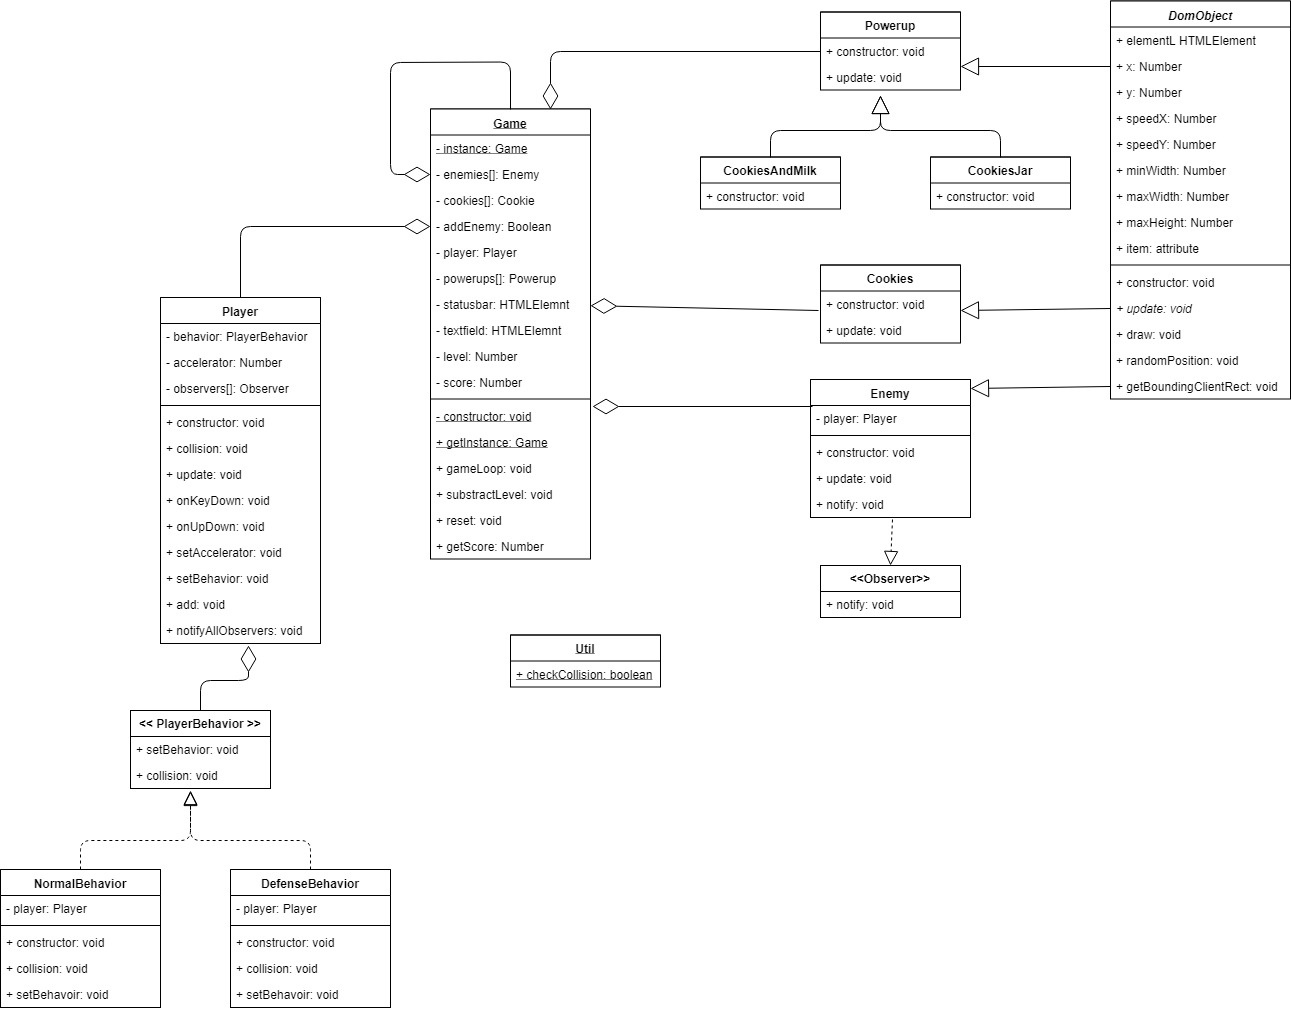 Powerup
+ constructor: void
+ update: void
DomObject
+ elementL HTMLElement
+ x: Number
+ y: Number
+ speedX: Number
+ speedY: Number
+ minWidth: Number
+ maxWidth: Number
+ maxHeight: Number
+ item: attribute
+ constructor: void
+ update: void
+ draw: void
+ randomPosition: void
+ getBoundingClientRect: void
Game
- instance: Game
- enemies[]: Enemy
- cookies[]: Cookie
- addEnemy: Boolean
- player: Player
- powerups[]: Powerup
- statusbar: HTMLElemnt
- textfield: HTMLElemnt
- level: Number
- score: Number
- constructor: void
+ getInstance: Game
+ gameLoop: void
+ substractLevel: void
+ reset: void
+ getScore: Number
CookiesAndMilk
+ constructor: void
CookiesJar
+ constructor: void
Cookies
+ constructor: void
+ update: void
Player
- behavior: PlayerBehavior
- accelerator: Number
- observers[]: Observer
+ constructor: void
+ collision: void
+ update: void
+ onKeyDown: void
+ onUpDown: void
+ setAccelerator: void
+ setBehavior: void
+ add: void
+ notifyAllObservers: void
Enemy
- player: Player
+ constructor: void
+ update: void
+ notify: void
<<Observer>>
+ notify: void
Util
+ checkCollision: boolean
<< PlayerBehavior >>
+ setBehavior: void
+ collision: void
NormalBehavior
- player: Player
+ constructor: void
+ collision: void
+ setBehavoir: void
DefenseBehavior
- player: Player
+ constructor: void
+ collision: void
+ setBehavoir: void